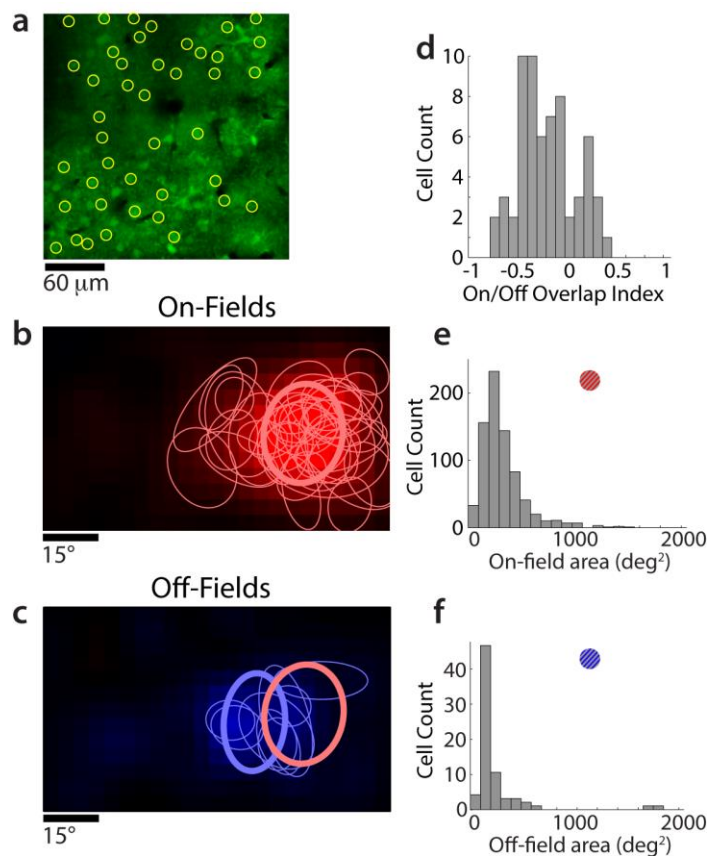 a
60 μm
On-Fields
b
15°
Off-Fields
c
15°
d
10
8
6
4
2
0
Cell Count
-1 -0.5 0 0.5 1
On/Off Overlap Index
e
200
100
0
Cell Count
0 1000 2000
On-field area (deg²)
f
40
30
20
10
0
Cell Count
0 1000 2000
Off-field area (deg²)